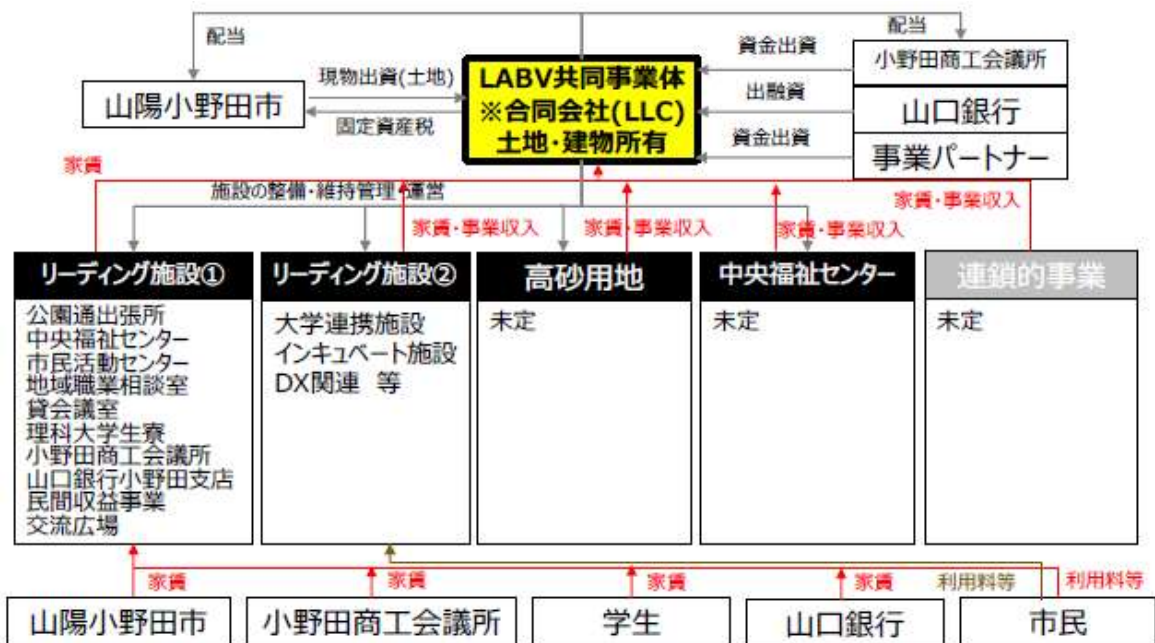 配当
配当
山陽小野田市
現物出資(土地)
固定資産税
LABV共同事業体
※合同会社(LLC)
土地・建物所有
資金出資
出融資
資金出資
小野田商工会議所
山口銀行
事業パートナー
家賃
施設の整備・維持管理・運営
家賃・事業収入
家賃・事業収入
家賃・事業収入
家賃・事業収入
リーディング施設①
公園通出張所
中央福祉センター
市民活動センター
地域職業相談室
貸会議室
理科大学生寮
小野田商工会議所
山口銀行小野田支店
民間収益事業
交流広場
リーディング施設②
大学連携施設
インキュベート施設
DX関連 等
高砂用地
未定
中央福祉センター
未定
連鎖的事業
未定
家賃
家賃
家賃
家賃
利用料等
利用料等
山陽小野田市
小野田商工会議所
学生
山口銀行
市民